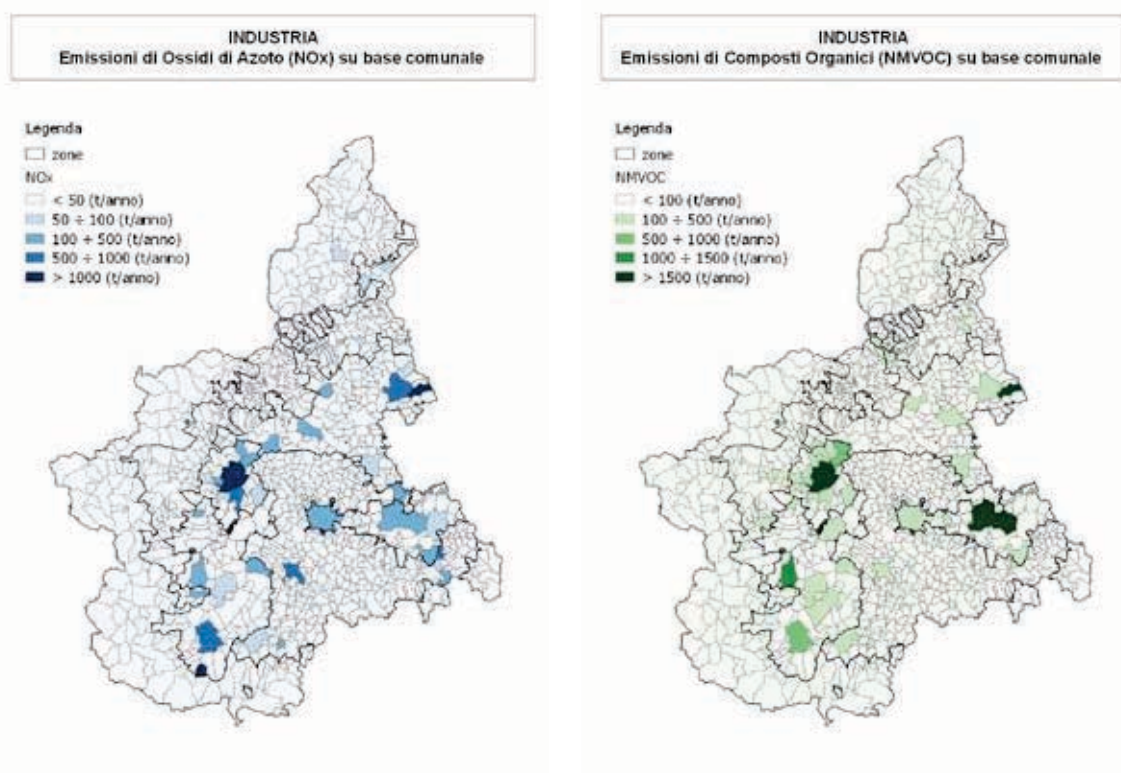 INDUSTRIA
Emissioni di Ossidi di Azoto (NOx) su base comunale
Legenda
zone
NOx
< 50 (t/anno)
50 ÷ 100 (t/anno)
100 ÷ 500 (t/anno)
500 ÷ 1000 (t/anno)
> 1000 (t/anno)
INDUSTRIA
Emissioni di Composti Organici (NMVOC) su base comunale
Legenda
zone
NMVOC
< 100 (t/anno)
100 ÷ 500 (t/anno)
500 ÷ 1000 (t/anno)
1000 ÷ 1500 (t/anno)
> 1500 (t/anno)